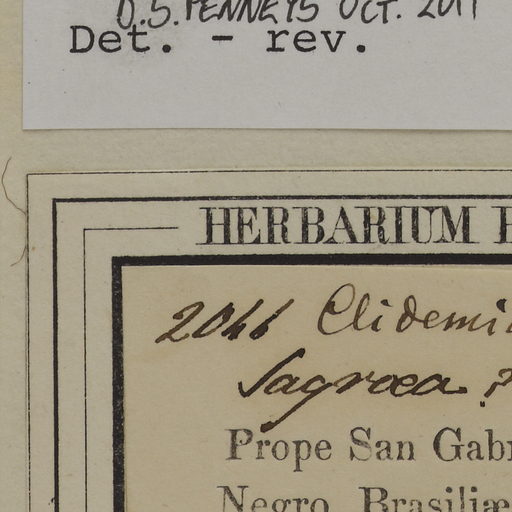 D.S. PENNEYS OCT. 2011
Det. - rev.
HERBARIUM
2046 Clidemi
Sagraea ?
Prope San Gabr
Negro, Brasiliæ